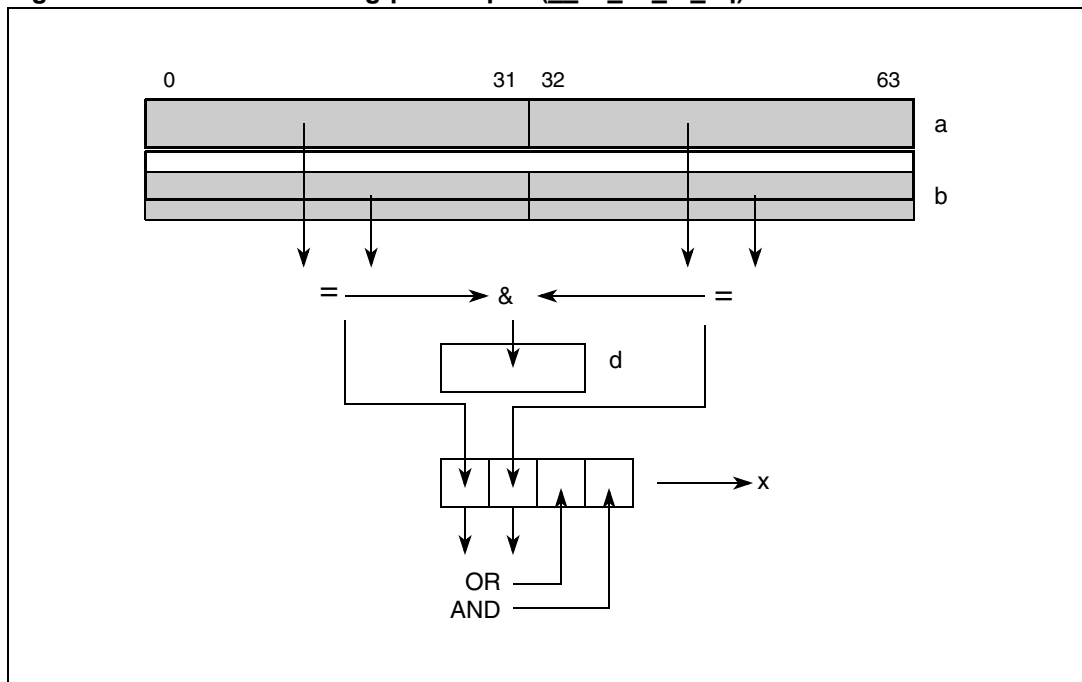 0 31 32 63
a
b
= & =
d
x
OR
AND